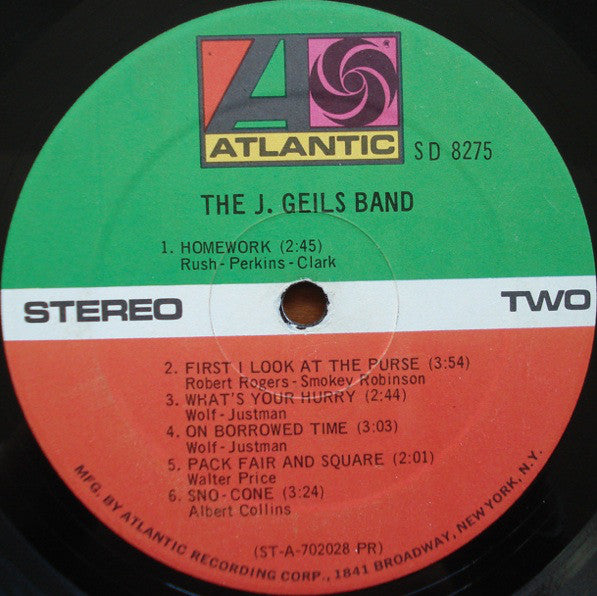 ATLANTIC
®
SD 8275
THE J. GEILS BAND
1. HOMEWORK (2:45)
Rush-Perkins-Clark
STEREO
TWO
2. FIRST I LOOK AT THE PURSE (3:54)
Robert Rogers-Smokey Robinson
3. WHAT'S YOUR HURRY (2:44)
Wolf-Justman
4. ON BORROWED TIME (3:03)
Wolf-Justman
5. PACK FAIR AND SQUARE (2:01)
Walter Price
6. SNO-CONE (3:24)
Albert Collins
(ST-A-702028 PR)
MFG. BY ATLANTIC RECORDING CORP., 1841 BROADWAY, NEW YORK, N.Y.